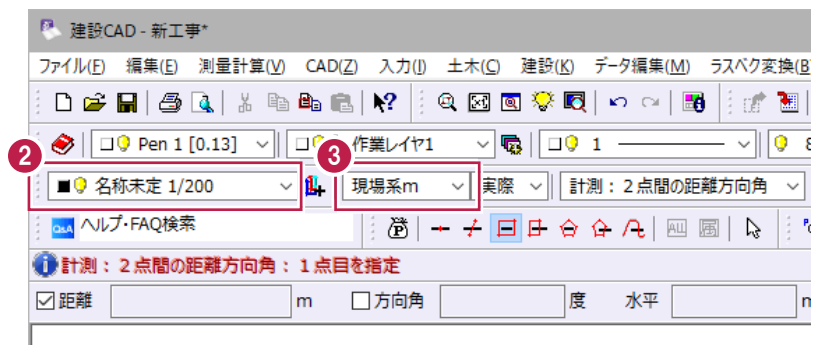 建設CAD - 新工事*
ファイル(F) 編集(E) 測量計算(V) CAD(Z) 入力(I) 土木(C) 建設(K) データ編集(M) ラスベク変換(B
Pen 1 [0.13] 作業レイヤ1 1 8
2 3
名称未定 1/200 現場系m 実際 計測：２点間の距離方向角
Q&A ヘルプ・FAQ検索 P ALL 属
計測：２点間の距離方向角：１点目を指定
距離 m 方向角 度 水平 m